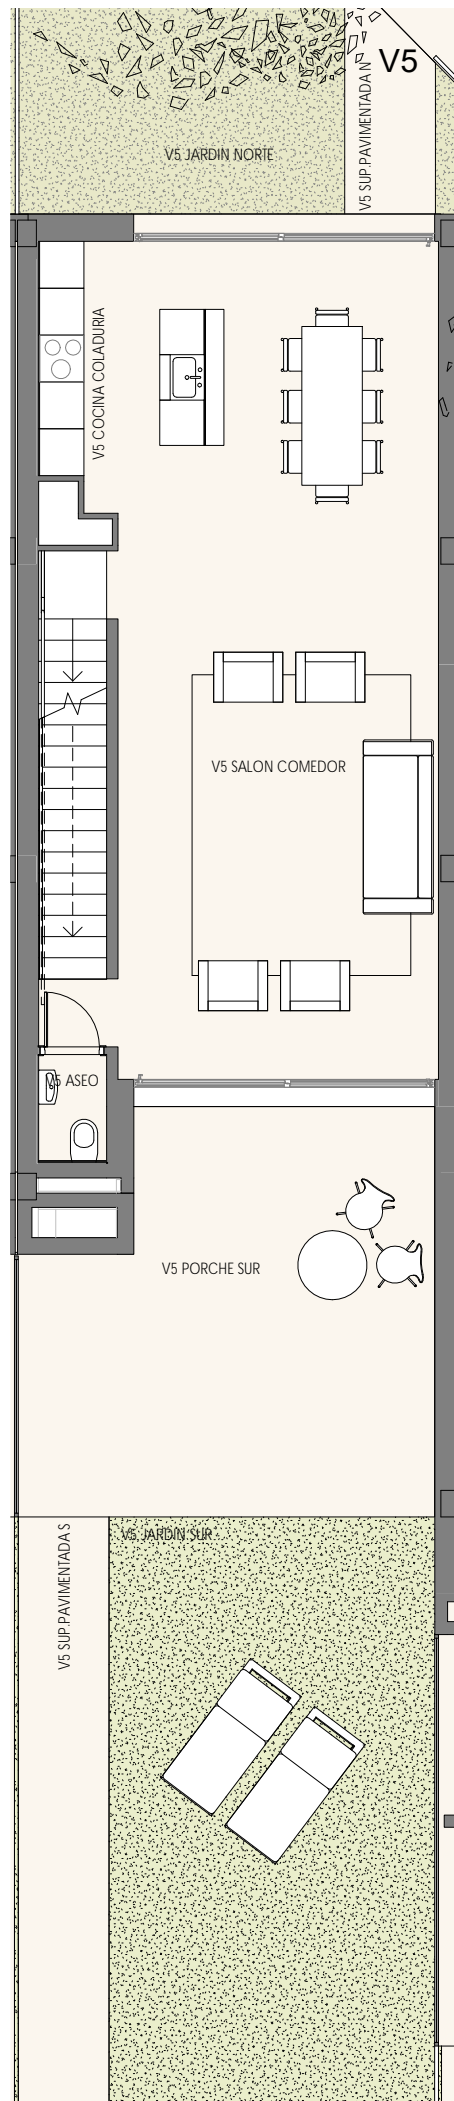 V5
V5 SUP.PAVIMENTADA N
V5 JARDIN NORTE
V5 COCINA COLADURIA
V5 SALON COMEDOR
V5 ASEO
V5 PORCHE SUR
V5 JARDIN SUR
V5 SUP.PAVIMENTADA S